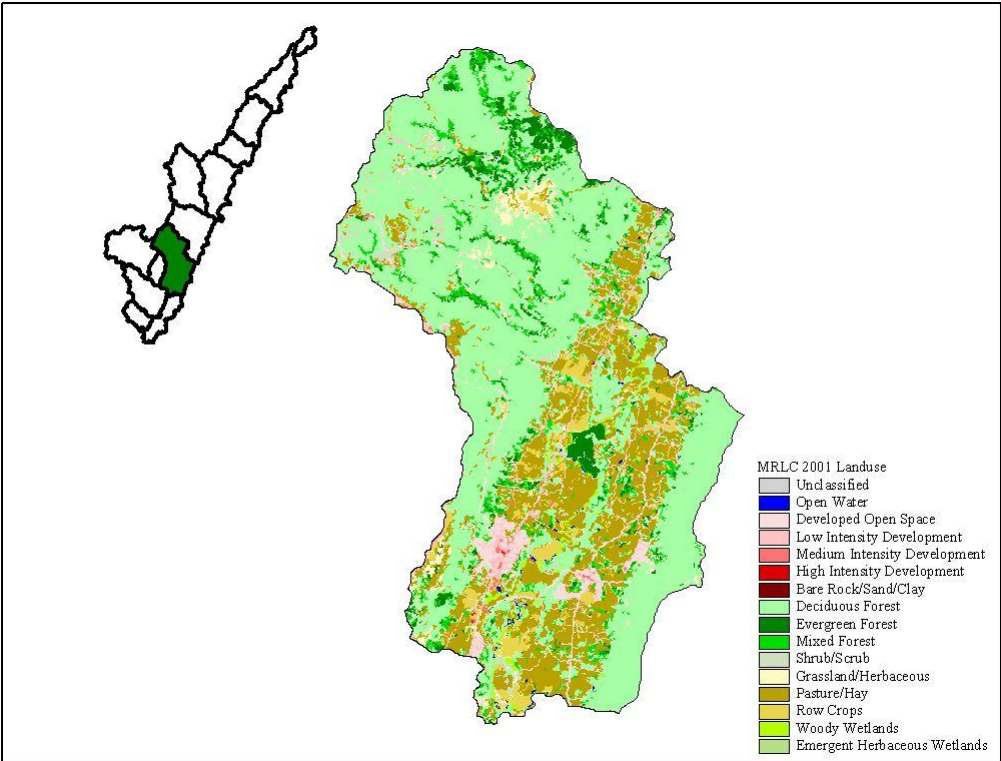 MRLC 2001 Landuse
Unclassified
Open Water
Developed Open Space
Low Intensity Development
Medium Intensity Development
High Intensity Development
Bare Rock/Sand/Clay
Deciduous Forest
Evergreen Forest
Mixed Forest
Shrub/Scrub
Grassland/Herbaceous
Pasture/Hay
Row Crops
Woody Wetlands
Emergent Herbaceous Wetlands